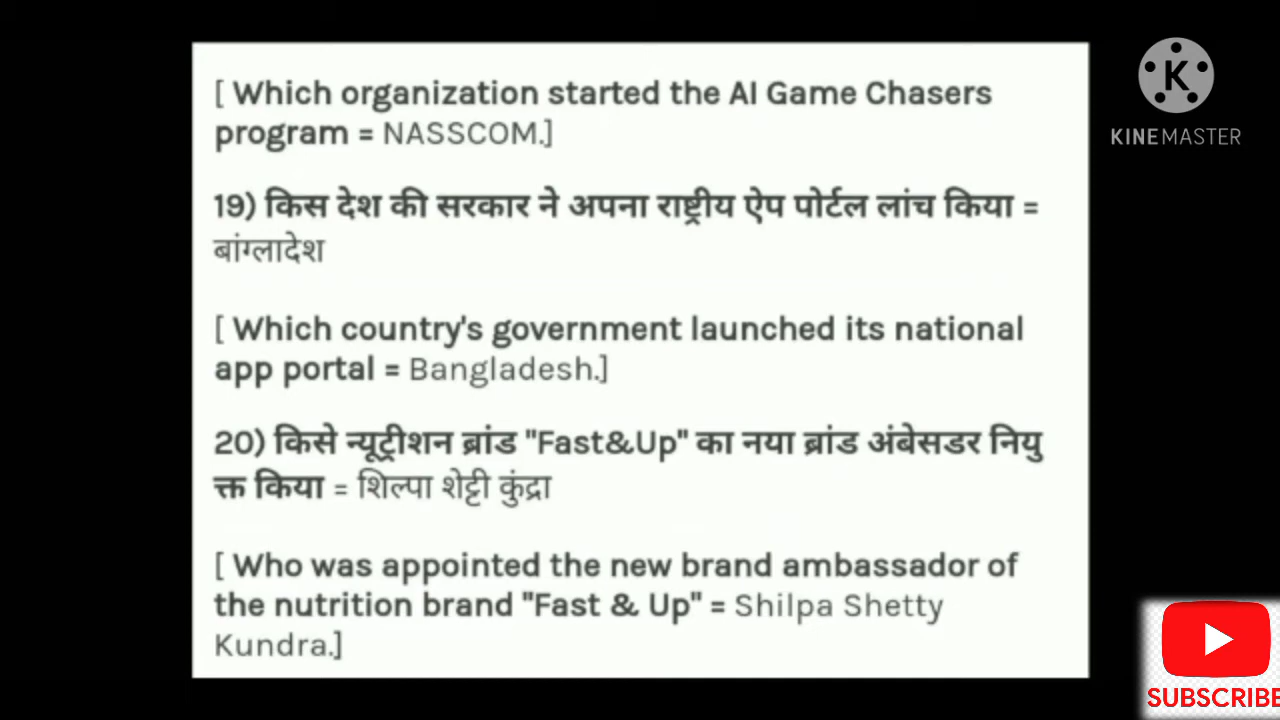 [ Which organization started the AI Game Chasers
program = NASSCOM.]
19) किस देश की सरकार ने अपना राष्ट्रीय ऐप पोर्टल लांच किया =
बांग्लादेश
[ Which country's government launched its national
app portal = Bangladesh.]
20) किसे न्यूट्रीशन ब्रांड "Fast&Up" का नया ब्रांड अंबेसडर नियु
क्त किया = शिल्पा शेट्टी कुंद्रा
[ Who was appointed the new brand ambassador of
the nutrition brand "Fast & Up" = Shilpa Shetty
Kundra.]
K
KINEMASTER
SUBSCRIBE